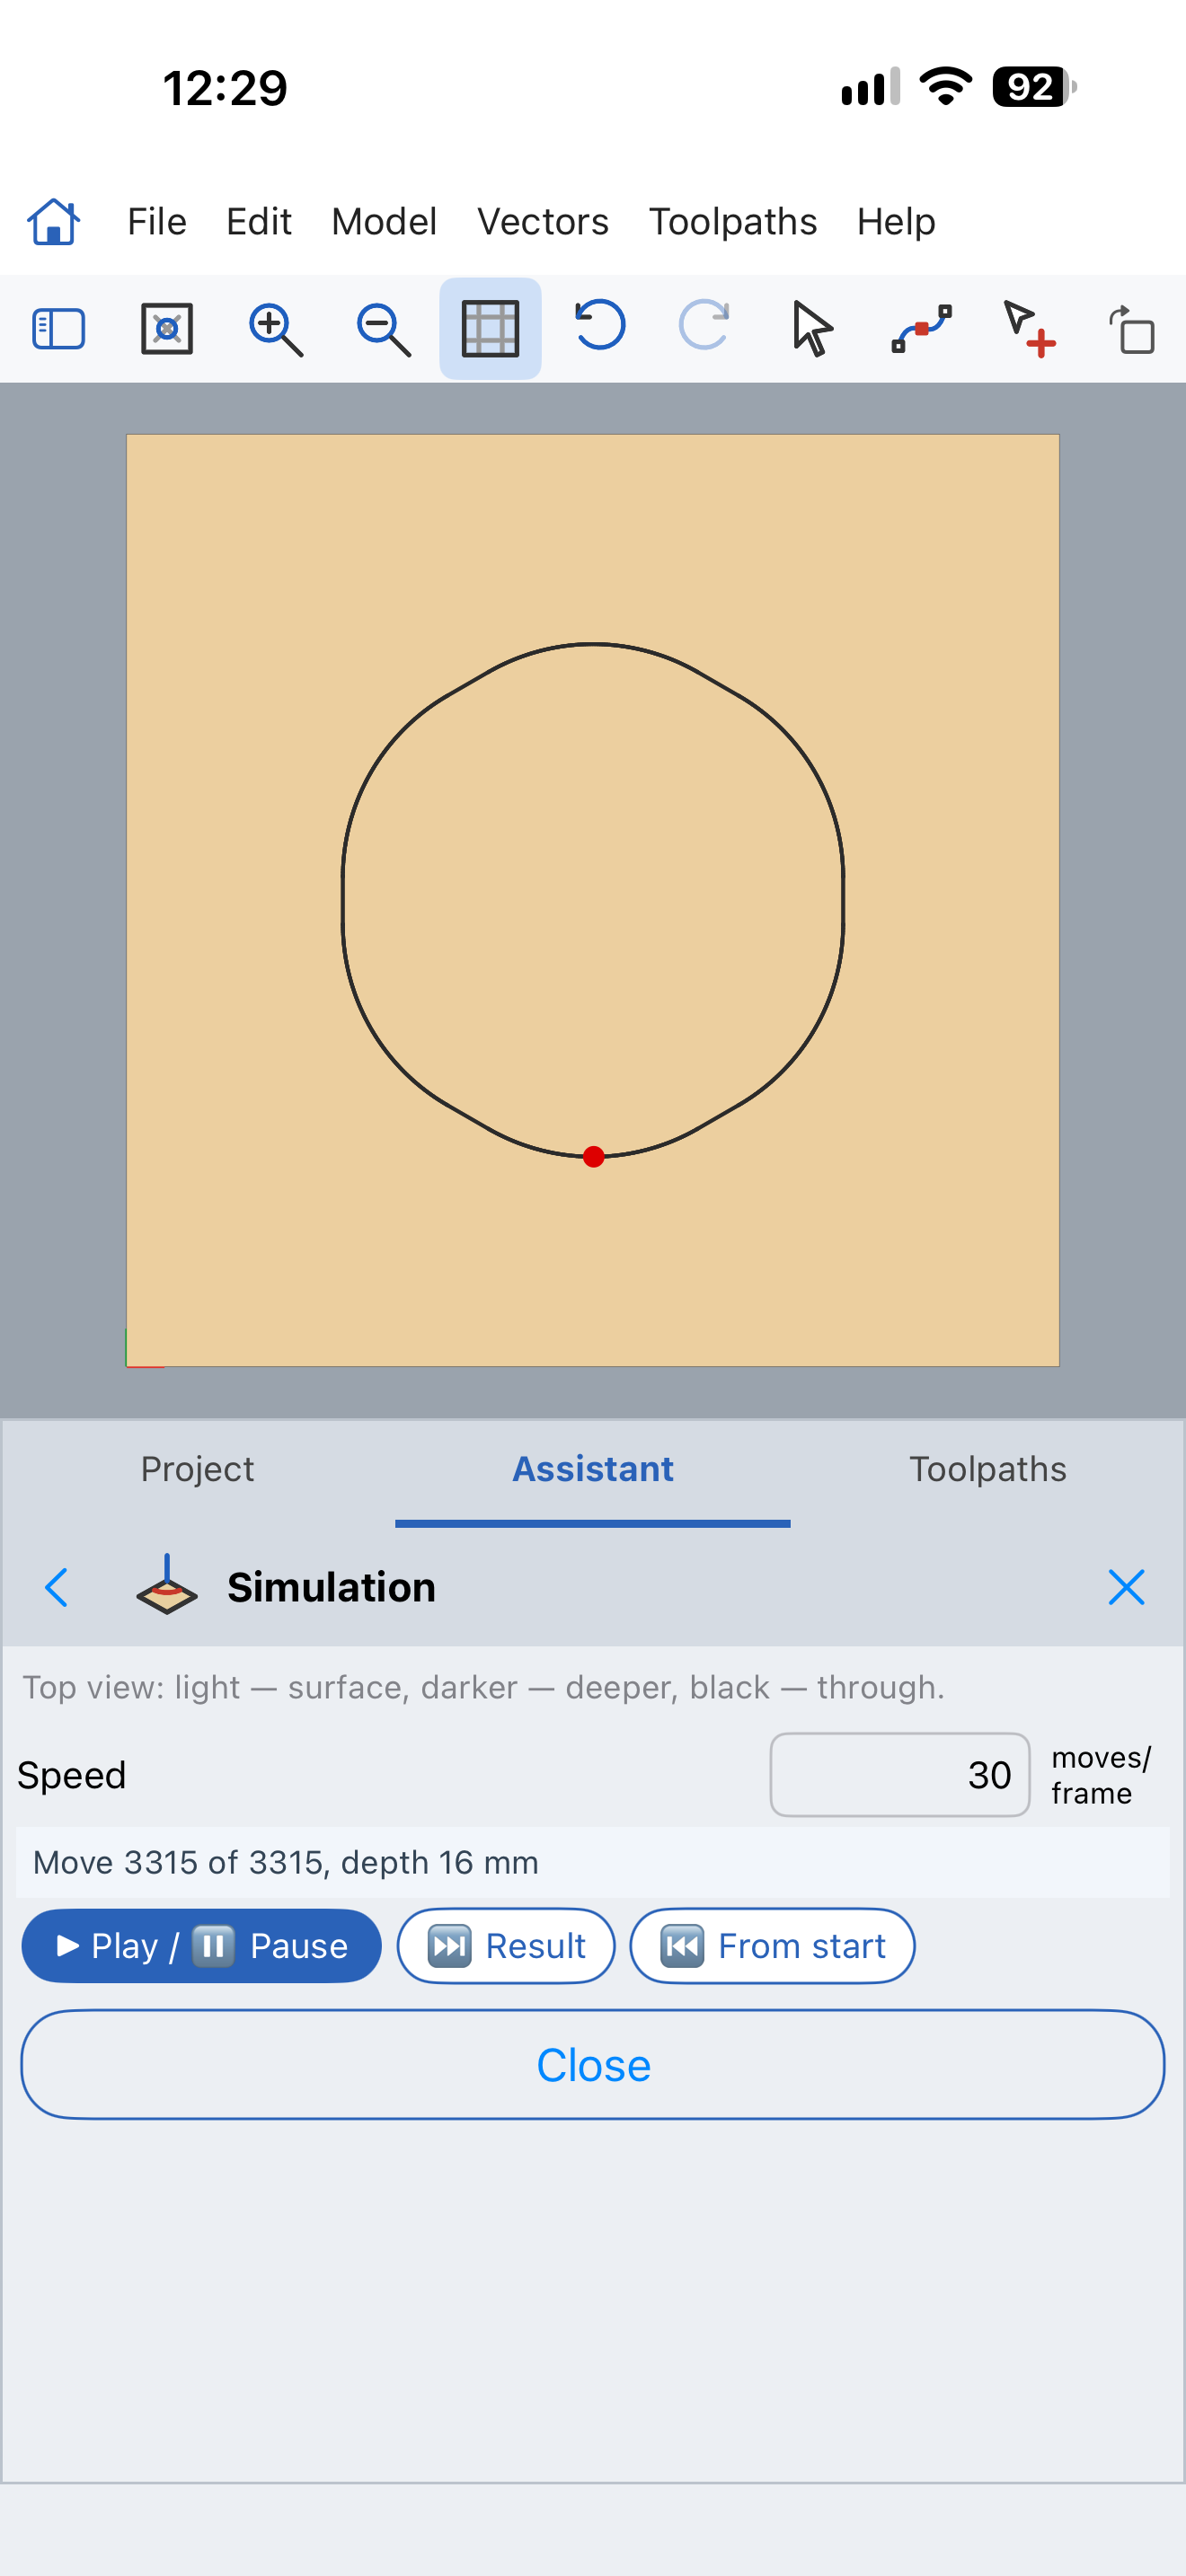 12:29
92
File Edit Model Vectors Toolpaths Help
Project Assistant Toolpaths
Simulation
Top view: light — surface, darker — deeper, black — through.
Speed 30 moves/
frame
Move 3315 of 3315, depth 16 mm
Play / Pause Result From start
Close